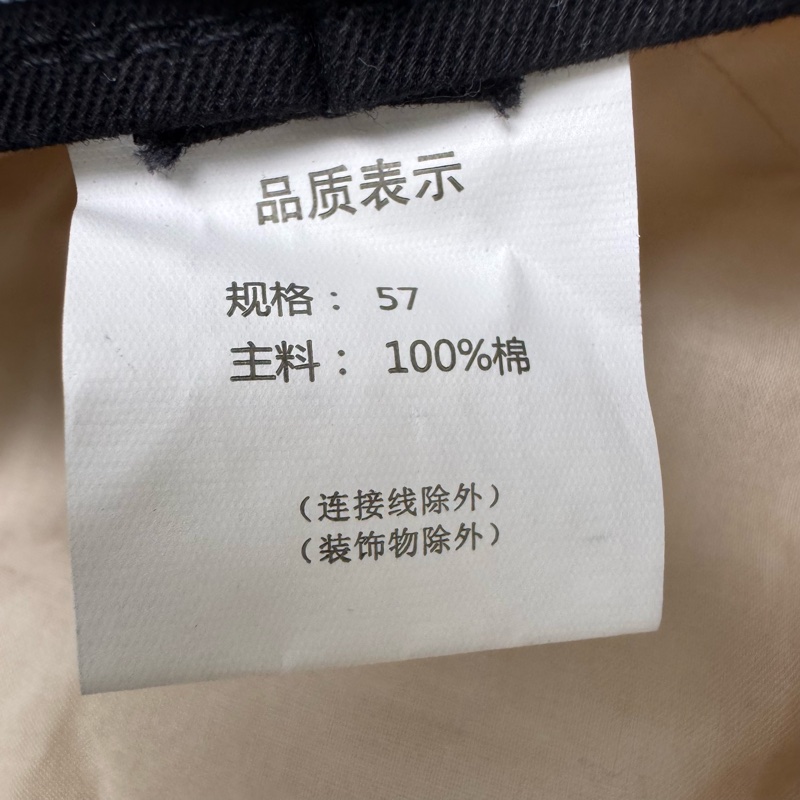 品质表示
规格： 57
主料： 100%棉
（连接线除外）
（装饰物除外）